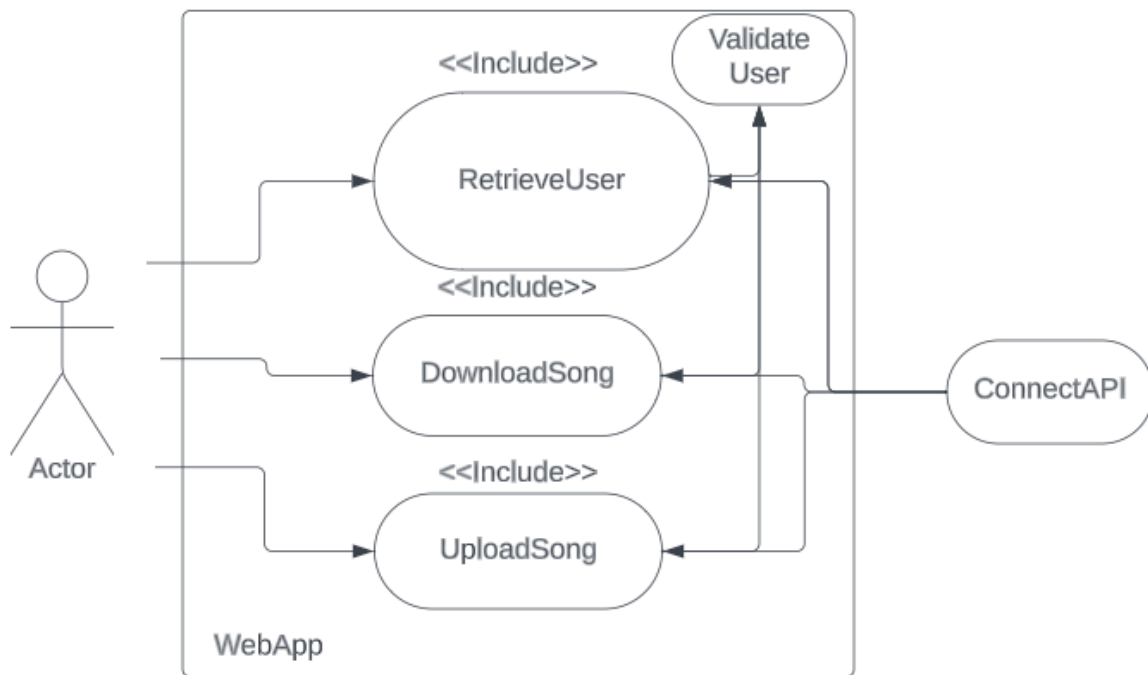 Validate
User
<<Include>>
RetrieveUser
<<Include>>
DownloadSong
ConnectAPI
Actor
<<Include>>
UploadSong
WebApp